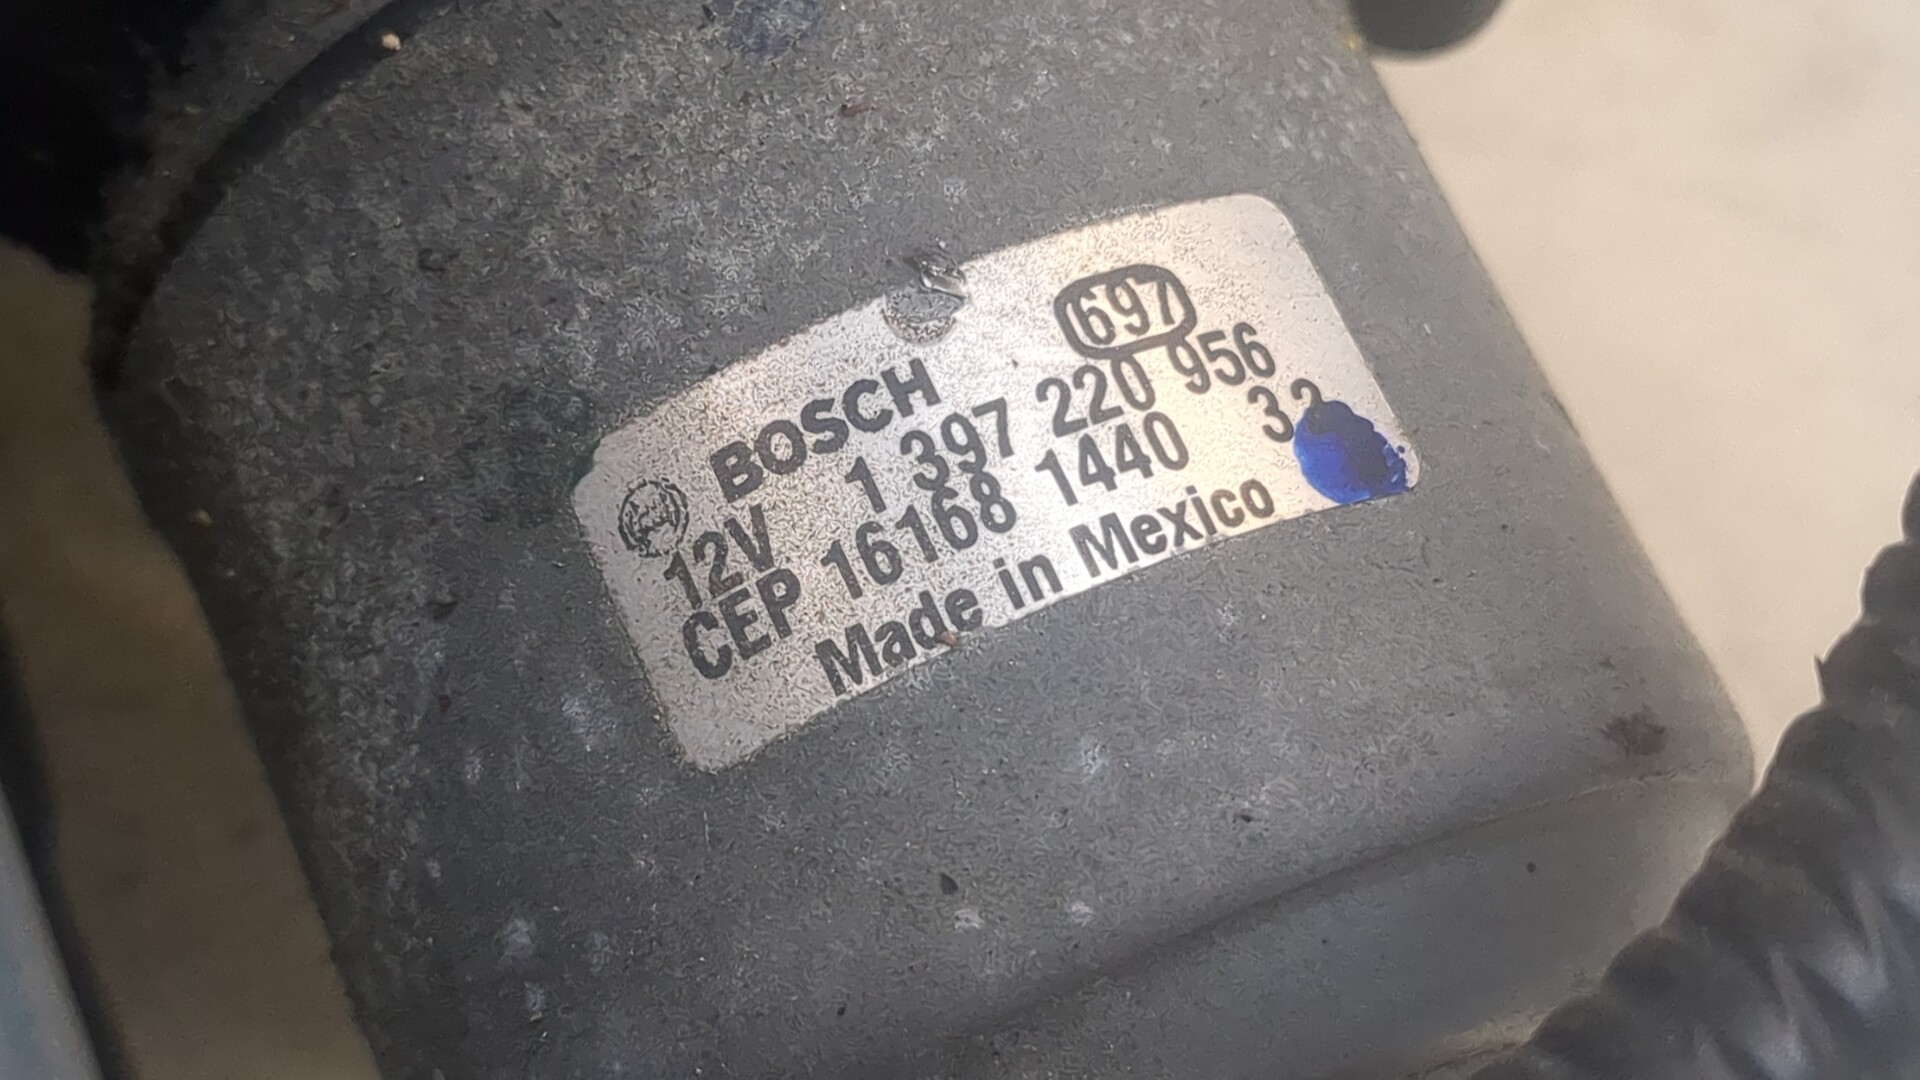 697
BOSCH
12V 1 397 220 956
CEP 16168 1440
Made in Mexico